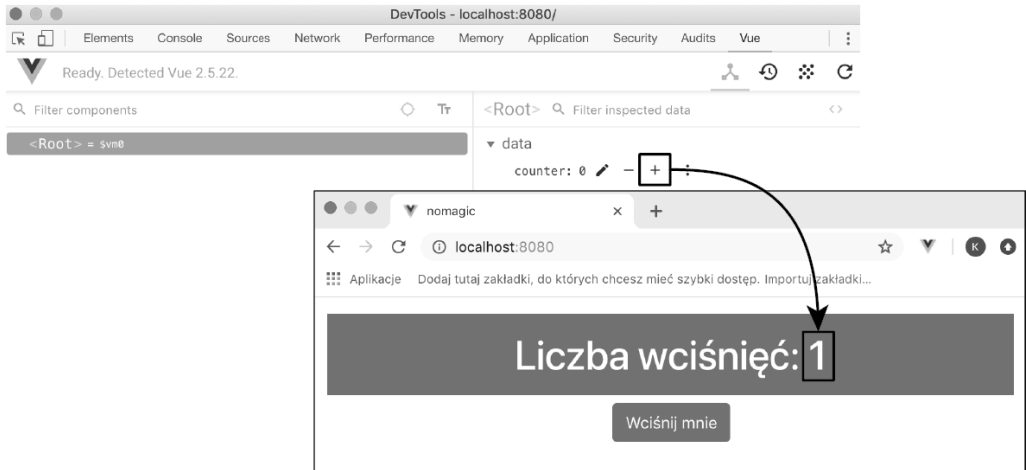 DevTools - localhost:8080/
Elements Console Sources Network Performance Memory Application Security Audits Vue
Ready. Detected Vue 2.5.22.
Filter components Tт <Root> Filter inspected data <>
<Root> = $vm0
data
counter: 0 − +
nomagic × +
localhost:8080 K
Aplikacje Dodaj tutaj zakładki, do których chcesz mieć szybki dostęp. Importuj zakładki...
Liczba wciśnięć: 1
Wciśnij mnie